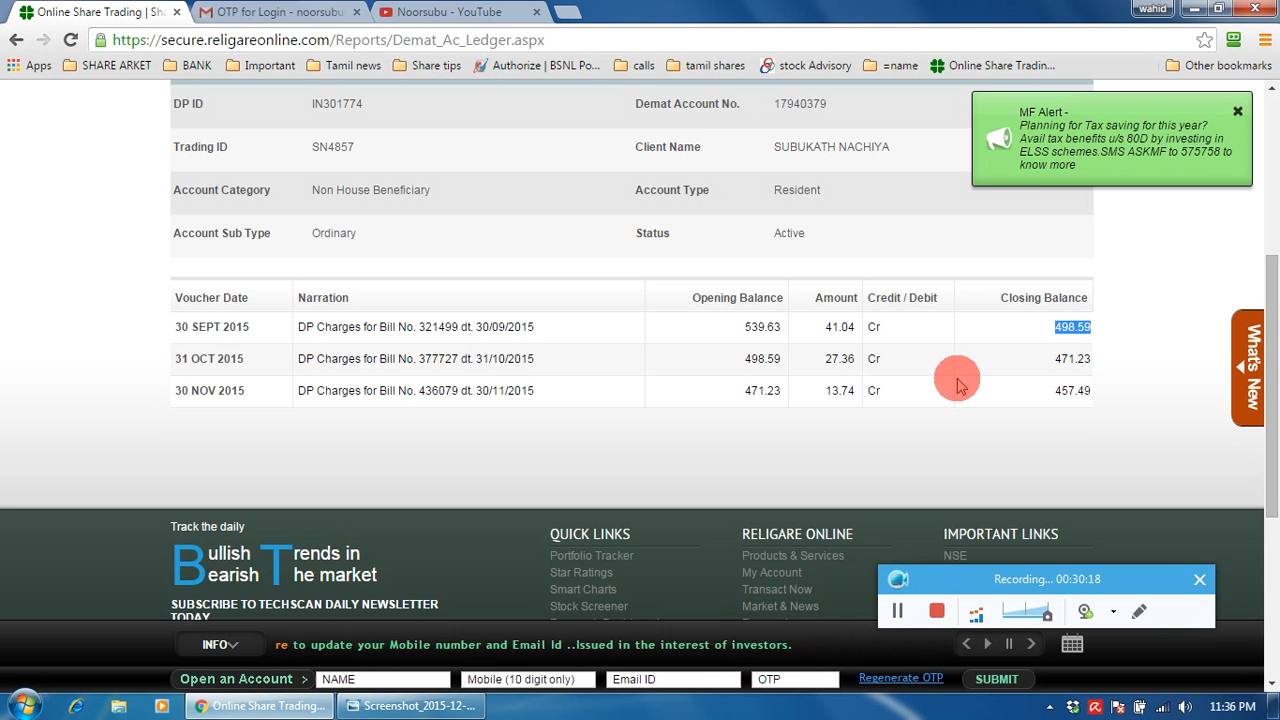 Online Share Trading | Sha
OTP for Login - noorsubu
Noorsubu - YouTube
wahid
https://secure.religareonline.com/Reports/Demat_Ac_Ledger.aspx
Apps SHARE ARKET BANK Important Tamil news Share tips Authorize | BSNL Po... calls tamil shares stock Advisory =name Online Share Tradin... Other bookmarks
DP ID IN301774 Demat Account No. 17940379
Trading ID SN4857 Client Name SUBUKATH NACHIYA
Account Category Non House Beneficiary Account Type Resident
Account Sub Type Ordinary Status Active
MF Alert -
Planning for Tax saving for this year?
Avail tax benefits u/s 80D by investing in
ELSS schemes.SMS ASKMF to 575758 to
know more
Voucher Date Narration Opening Balance Amount Credit / Debit Closing Balance
30 SEPT 2015 DP Charges for Bill No. 321499 dt. 30/09/2015 539.63 41.04 Cr 498.59
31 OCT 2015 DP Charges for Bill No. 377727 dt. 31/10/2015 498.59 27.36 Cr 471.23
30 NOV 2015 DP Charges for Bill No. 436079 dt. 30/11/2015 471.23 13.74 Cr 457.49
What's New
Track the daily
Bullish Trends in
Bearish The market
SUBSCRIBE TO TECHSCAN DAILY NEWSLETTER
TODAY
QUICK LINKS
Portfolio Tracker
Star Ratings
Smart Charts
Stock Screener
RELIGARE ONLINE
Products & Services
My Account
Transact Now
Market & News
IMPORTANT LINKS
NSE
Recording... 00:30:18
INFO re to update your Mobile number and Email Id ..Issued in the interest of investors.
Open an Account > NAME Mobile (10 digit only) Email ID OTP Regenerate OTP SUBMIT
Online Share Trading... Screenshot_2015-12-... 11:36 PM